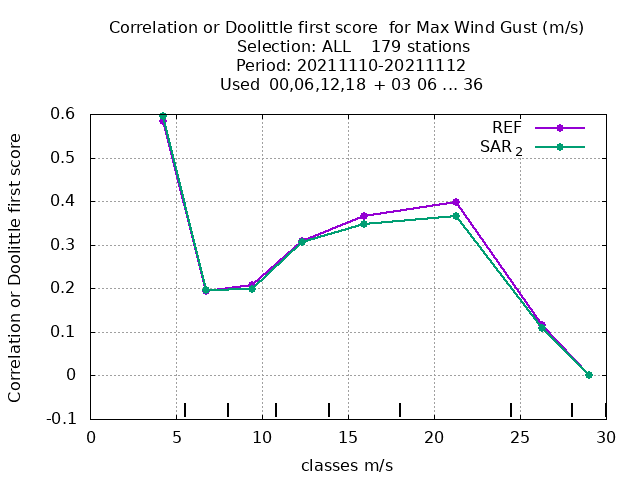 Correlation or Doolittle first score  for Max Wind Gust (m/s)
Selection: ALL    179 stations
Period: 20211110-20211112
Used  00,06,12,18  + 03 06 ... 36
REF
SAR 2
Correlation or Doolittle first score
0.6
0.5
0.4
0.3
0.2
0.1
0
-0.1
0 5 10 15 20 25 30
classes m/s